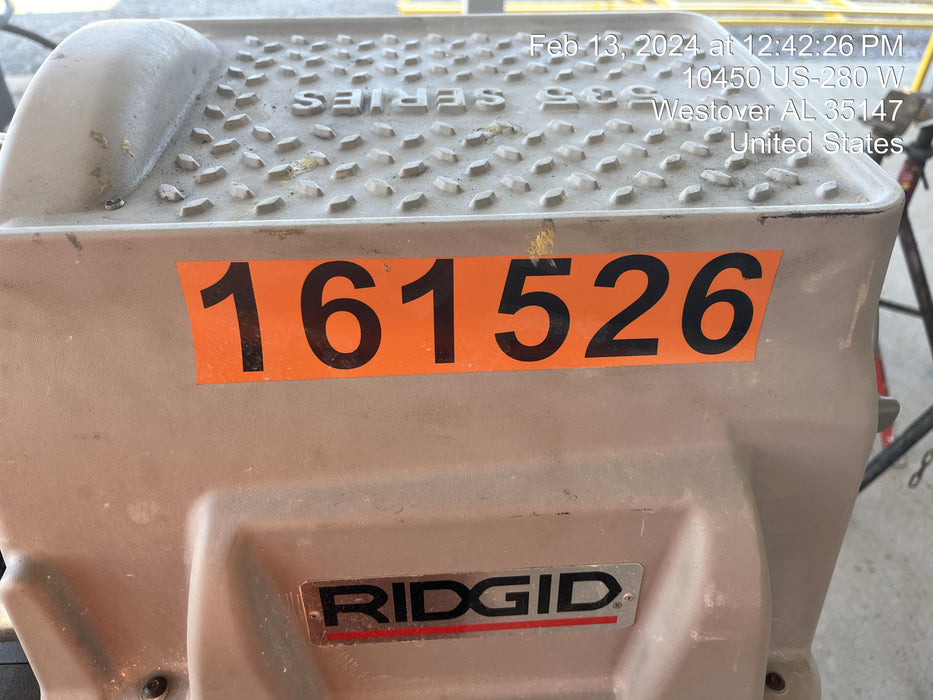 Feb 13, 2024 at 12:42:26 PM
10450 US-280 W
Westover AL 35147
United States
535 SERIES
161526
RIDGID®